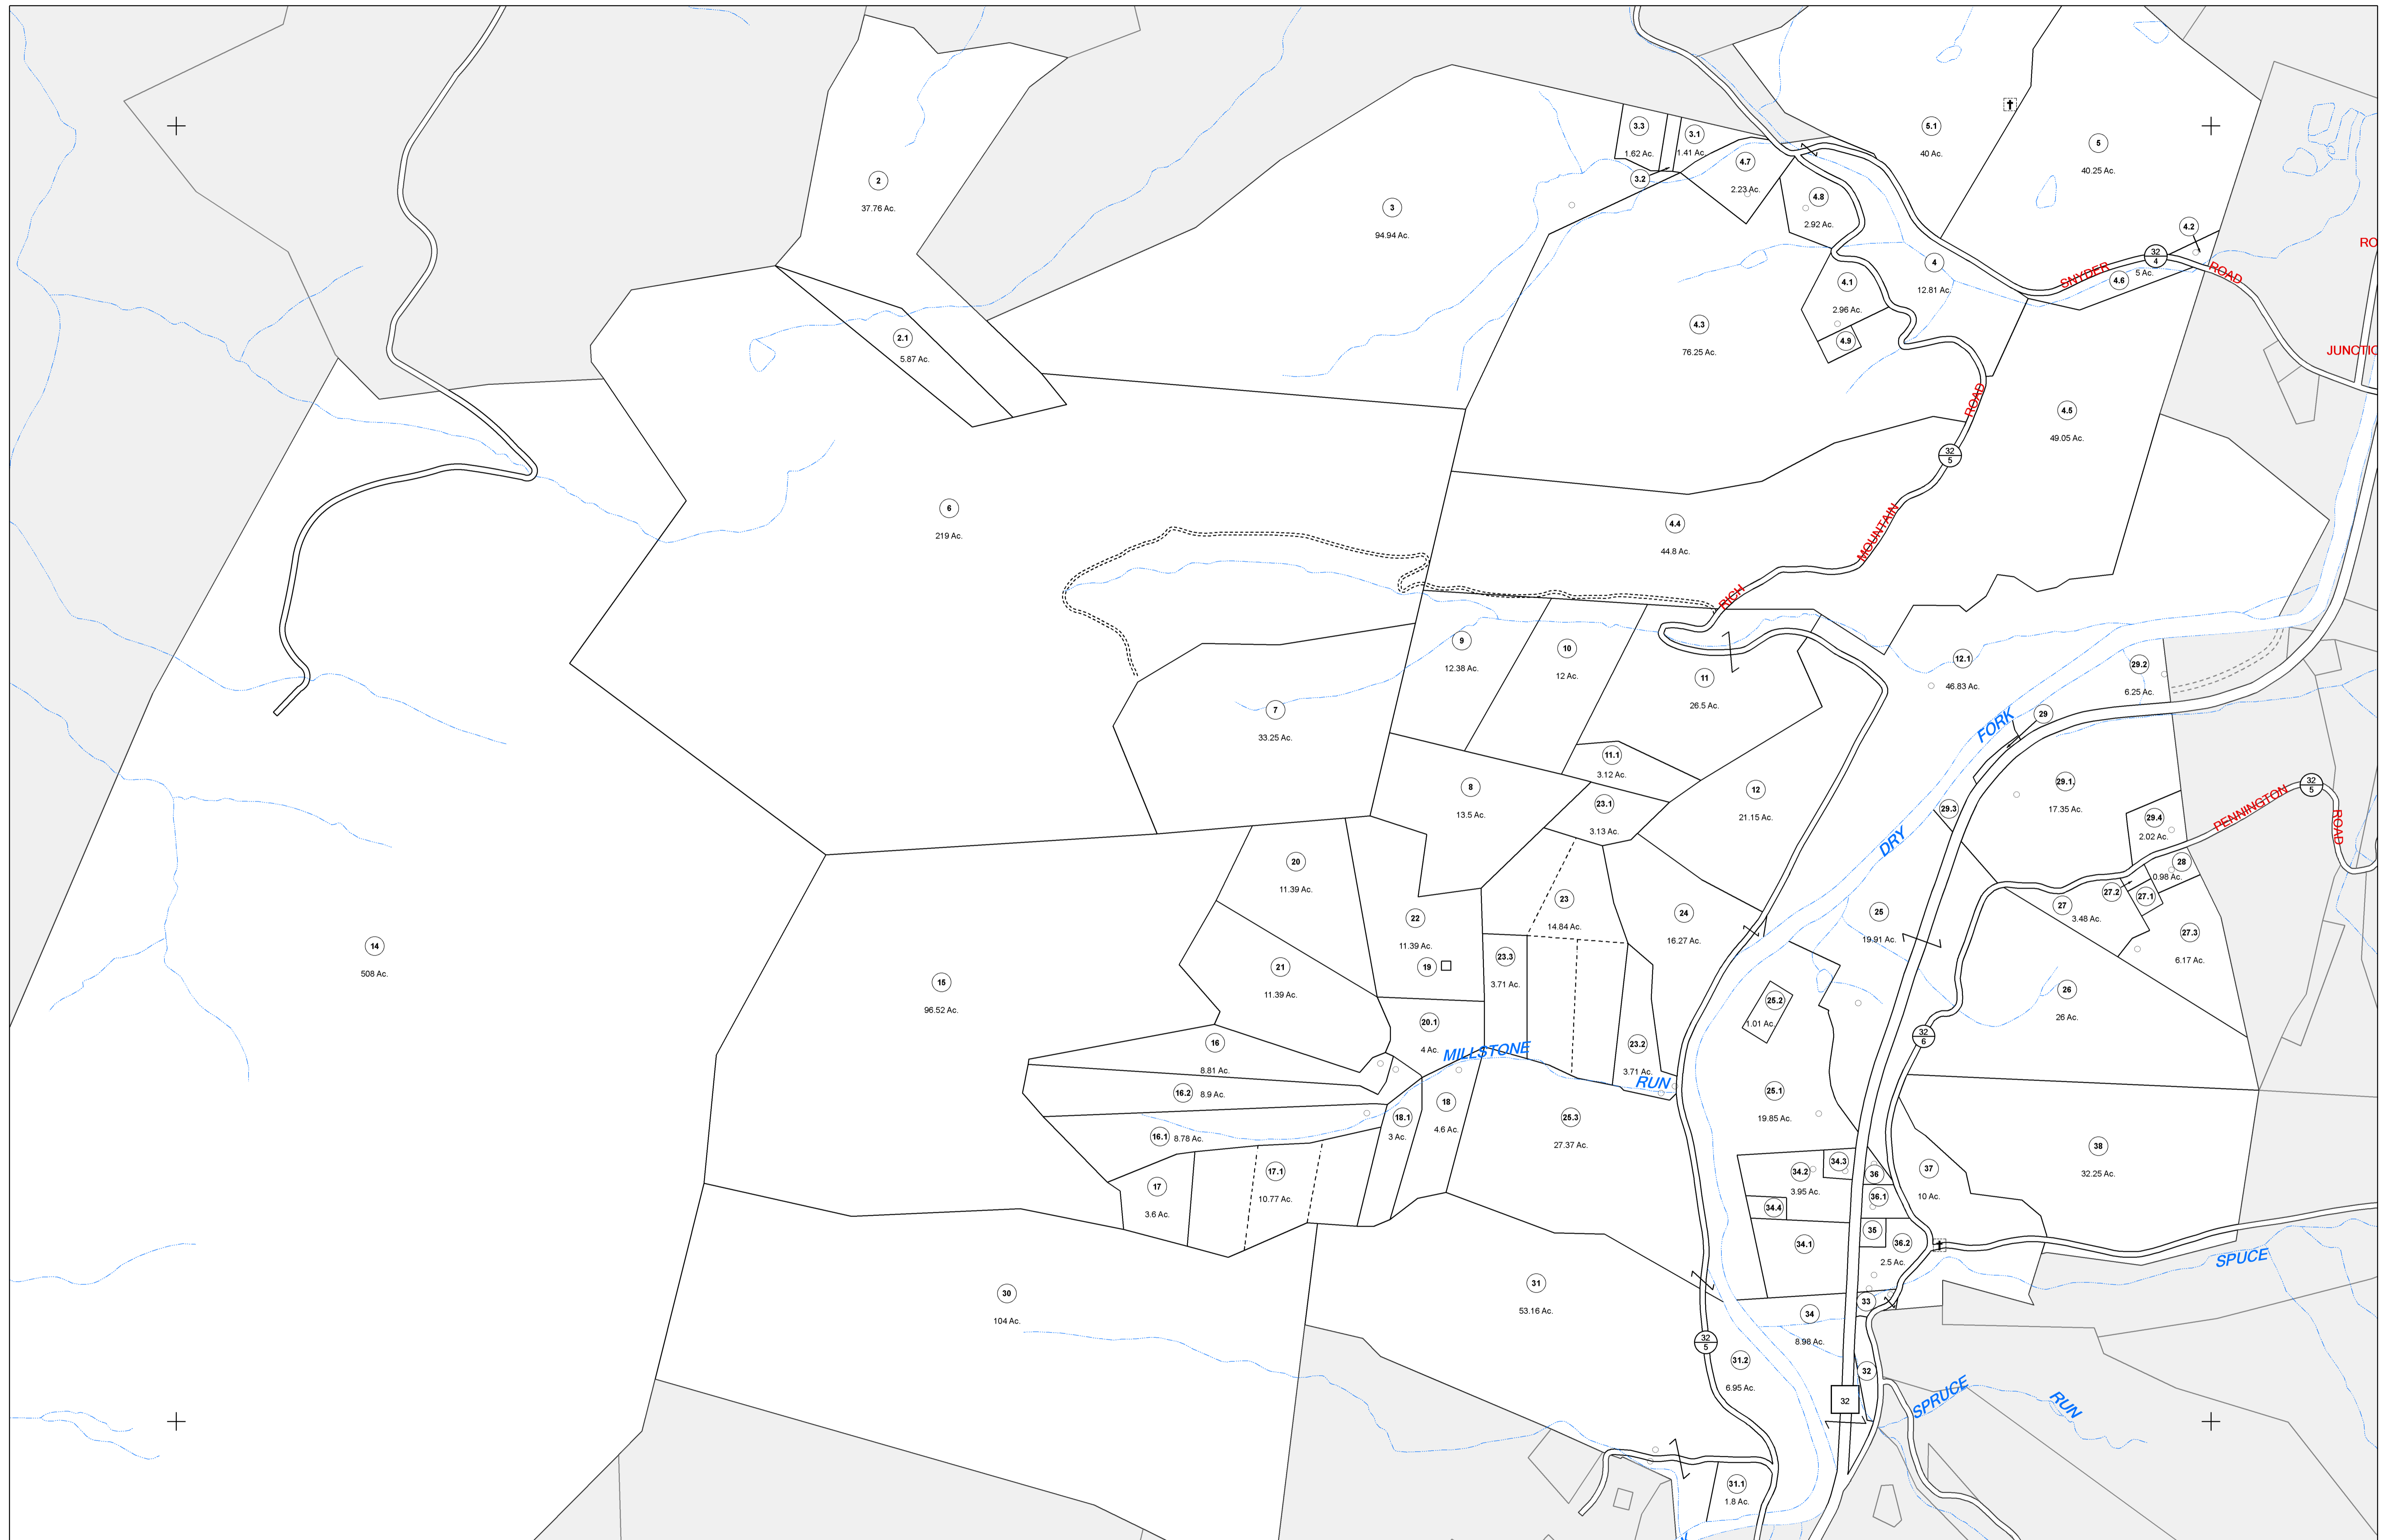 3.3
1.62 Ac.
3.1
1.41 Ac.
5.1
40 Ac.
5
40.25 Ac.
2
37.76 Ac.
3.2
4.7
2.23 Ac.
4.8
2.92 Ac.
3
94.94 Ac.
4.2
RO
32
4
5 Ac.
4.6
SNYDER
ROAD
4
12.81 Ac.
4.1
2.96 Ac.
4.9
4.3
76.25 Ac.
2.1
5.87 Ac.
JUNCTIO
ROAD
4.5
49.05 Ac.
32
5
6
219 Ac.
4.4
44.8 Ac.
MOUNTAIN
RICH
9
12.38 Ac.
10
12 Ac.
11
26.5 Ac.
12.1
46.83 Ac.
29.2
6.25 Ac.
7
33.25 Ac.
29
FORK
11.1
3.12 Ac.
8
13.5 Ac.
23.1
3.13 Ac.
12
21.15 Ac.
29.3
29.1
17.35 Ac.
32
5
29.4
2.02 Ac.
PENNINGTON
ROAD
DRY
28
0.98 Ac.
27.2
27.1
27
3.48 Ac.
27.3
6.17 Ac.
20
11.39 Ac.
22
11.39 Ac.
23
14.84 Ac.
24
16.27 Ac.
25
19.91 Ac.
14
508 Ac.
15
96.52 Ac.
21
11.39 Ac.
19
23.3
3.71 Ac.
26
26 Ac.
25.2
1.01 Ac.
20.1
4 Ac.
32
6
16
8.81 Ac.
MILLSTONE
RUN
23.2
3.71 Ac.
16.2
8.9 Ac.
18
4.6 Ac.
18.1
3 Ac.
25.3
27.37 Ac.
25.1
19.85 Ac.
16.1
8.78 Ac.
17
3.6 Ac.
17.1
10.77 Ac.
34.2
3.95 Ac.
34.3
36
36.1
37
10 Ac.
38
32.25 Ac.
34.4
34.1
35
36.2
2.5 Ac.
SPUCE
30
104 Ac.
31
53.16 Ac.
33
34
8.98 Ac.
32
5
31.2
6.95 Ac.
32
32
SPRUCE
RUN
31.1
1.8 Ac.